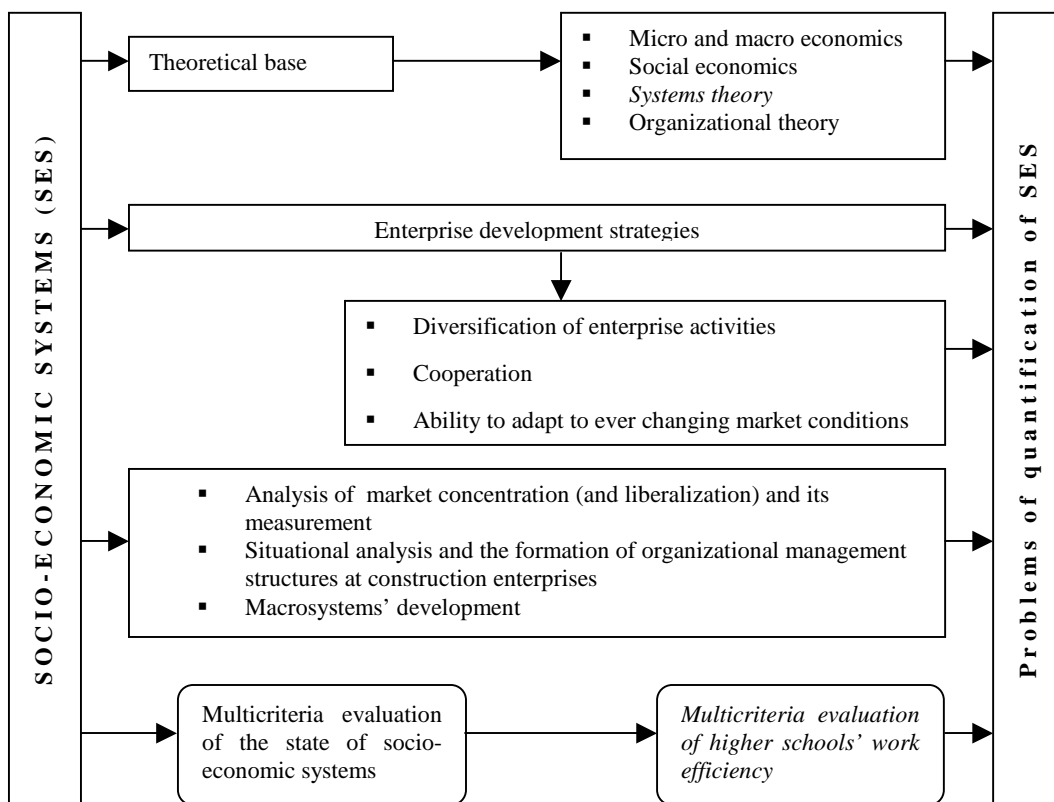 SOCIO-ECONOMIC SYSTEMS (SES)
Theoretical base
▪ Micro and macro economics
▪ Social economics
▪ Systems theory
▪ Organizational theory
Enterprise development strategies
▪ Diversification of enterprise activities
▪ Cooperation
▪ Ability to adapt to ever changing market conditions
▪ Analysis of market concentration (and liberalization) and its
measurement
▪ Situational analysis and the formation of organizational management
structures at construction enterprises
▪ Macrosystems’ development
Multicriteria evaluation
of the state of socio-
economic systems
Multicriteria evaluation
of higher schools’ work
efficiency
Problems of quantification of SES